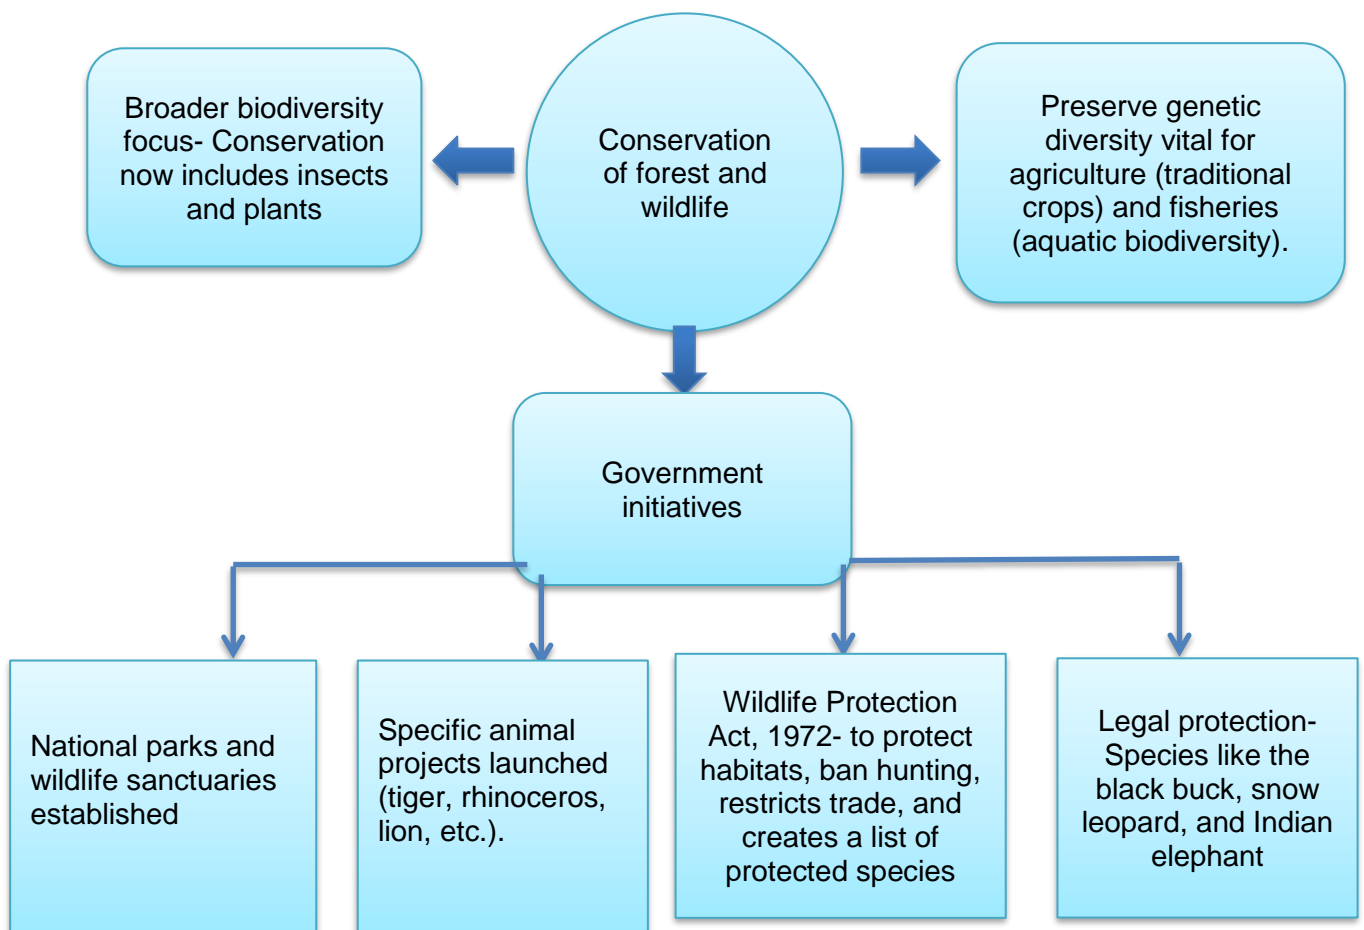 Broader biodiversity
focus- Conservation
now includes insects
and plants
Conservation
of forest and
wildlife
Preserve genetic
diversity vital for
agriculture (traditional
crops) and fisheries
(aquatic biodiversity).
Government
initiatives
National parks and
wildlife sanctuaries
established
Specific animal
projects launched
(tiger, rhinoceros,
lion, etc.).
Wildlife Protection
Act, 1972- to protect
habitats, ban hunting,
restricts trade, and
creates a list of
protected species
Legal protection-
Species like the
black buck, snow
leopard, and Indian
elephant